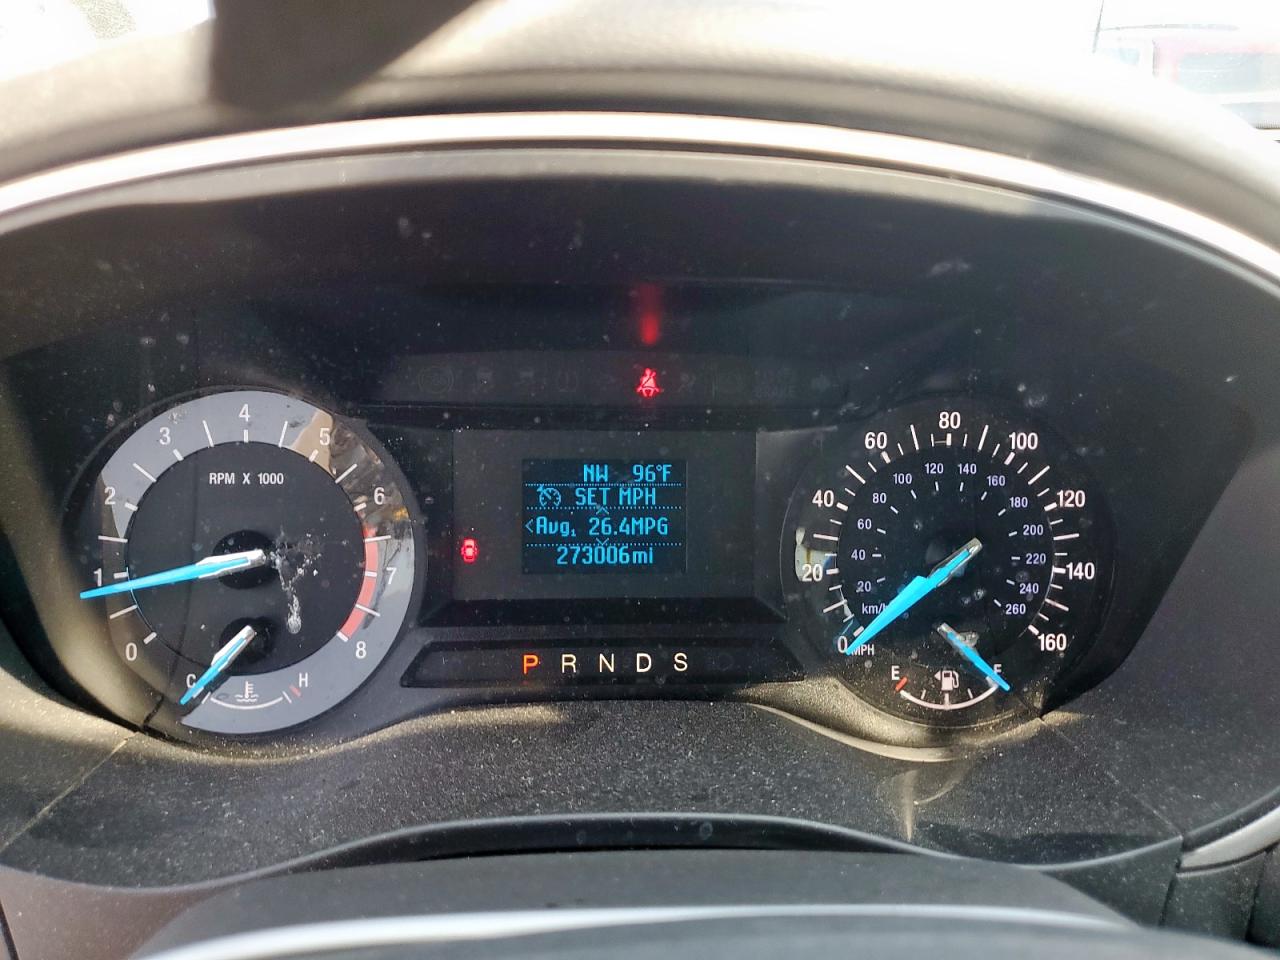 0 1 2 3 4 5 6 7 8
RPM X 1000
C H
NW 96°F
SET MPH
<Avg. 26.4MPG
273006mi
P R N D S
0 20 40 60 80 100 120 140 160
MPH
20 40 60 80 100 120 140 160 180 200 220 240 260
E F